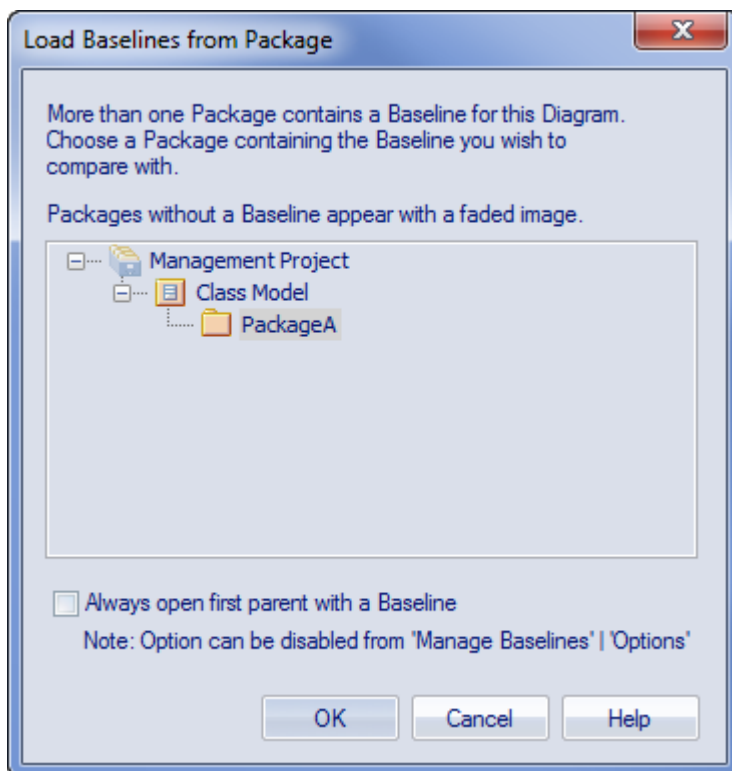 Load Baselines from Package
More than one Package contains a Baseline for this Diagram.
Choose a Package containing the Baseline you wish to
compare with.
Packages without a Baseline appear with a faded image.
Management Project
Class Model
PackageA
Always open first parent with a Baseline
Note: Option can be disabled from 'Manage Baselines' | 'Options'
OK Cancel Help